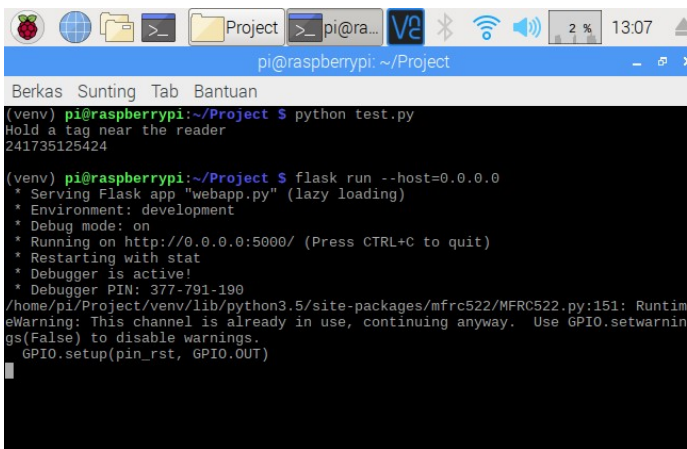 Project
pi@ra...
2 %
13:07
pi@raspberrypi: ~/Project
Berkas Sunting Tab Bantuan
(venv) pi@raspberrypi:~/Project $ python test.py
Hold a tag near the reader
241735125424
(venv) pi@raspberrypi:~/Project $ flask run --host=0.0.0.0
* Serving Flask app "webapp.py" (lazy loading)
* Environment: development
* Debug mode: on
* Running on http://0.0.0.0:5000/ (Press CTRL+C to quit)
* Restarting with stat
* Debugger is active!
* Debugger PIN: 377-791-190
/home/pi/Project/venv/lib/python3.5/site-packages/mfrc522/MFRC522.py:151: Runtim
eWarning: This channel is already in use, continuing anyway.  Use GPIO.setwarnin
gs(False) to disable warnings.
GPIO.setup(pin_rst, GPIO.OUT)